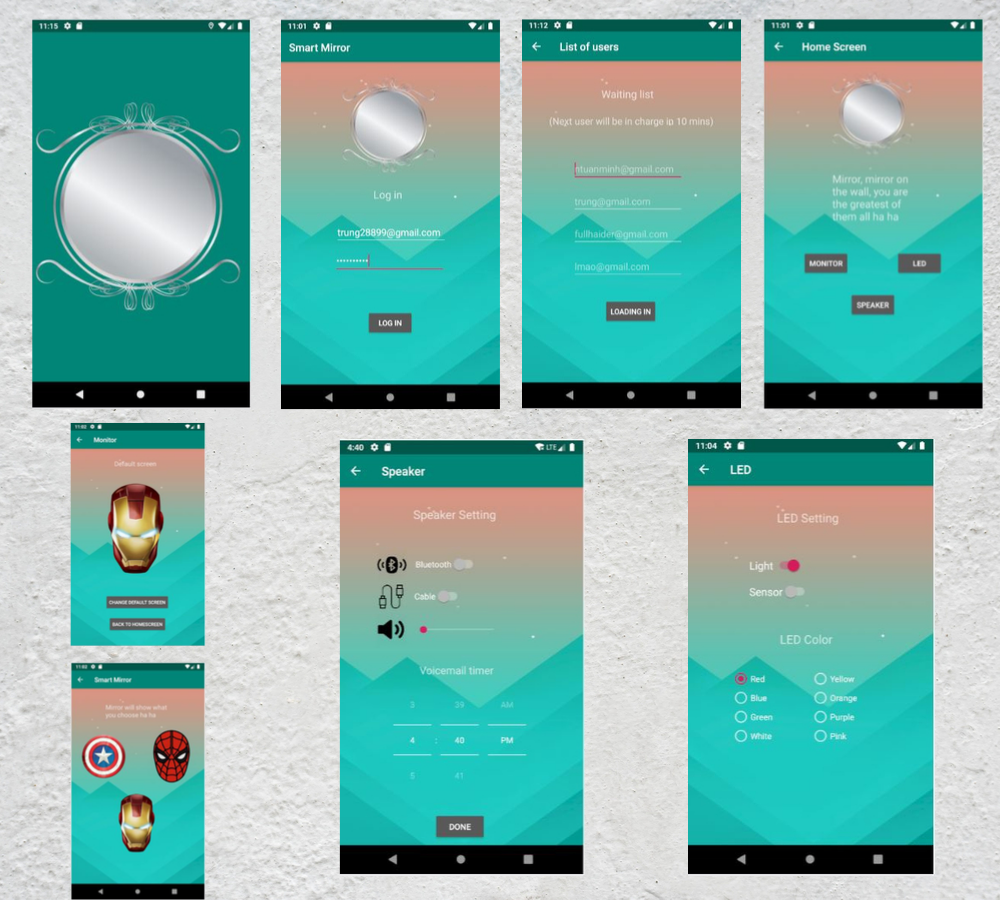 11:15
11:01
Smart Mirror
Log in
trung28899@gmail.com
LOG IN
11:12
List of users
Waiting list
(Next user will be in charge in 10 mins)
ntuanminh@gmail.com
trung@gmail.com
fullhaider@gmail.com
lmao@gmail.com
LOADING IN
11:01
Home Screen
Mirror, mirror on
the wall, you are
the greatest of
them all ha ha
MONITOR
LED
SPEAKER
Monitor
Default screen
CHANGE DEFAULT SCREEN
BACK TO HOMESCREEN
Smart Mirror
Mirror will show what
you choose ha ha
4:40
LTE
Speaker
Speaker Setting
Bluetooth
Cable
Voicemail timer
3 39 AM
4 : 40 PM
5 41
DONE
11:04
LED
LED Setting
Light
Sensor
LED Color
Red
Yellow
Blue
Orange
Green
Purple
White
Pink